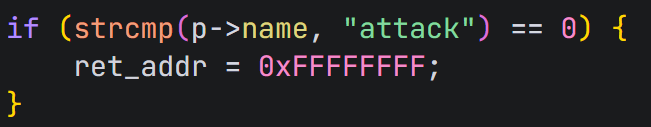 if (strcmp(p->name, "attack") == 0) {
    ret_addr = 0xFFFFFFFF;
}